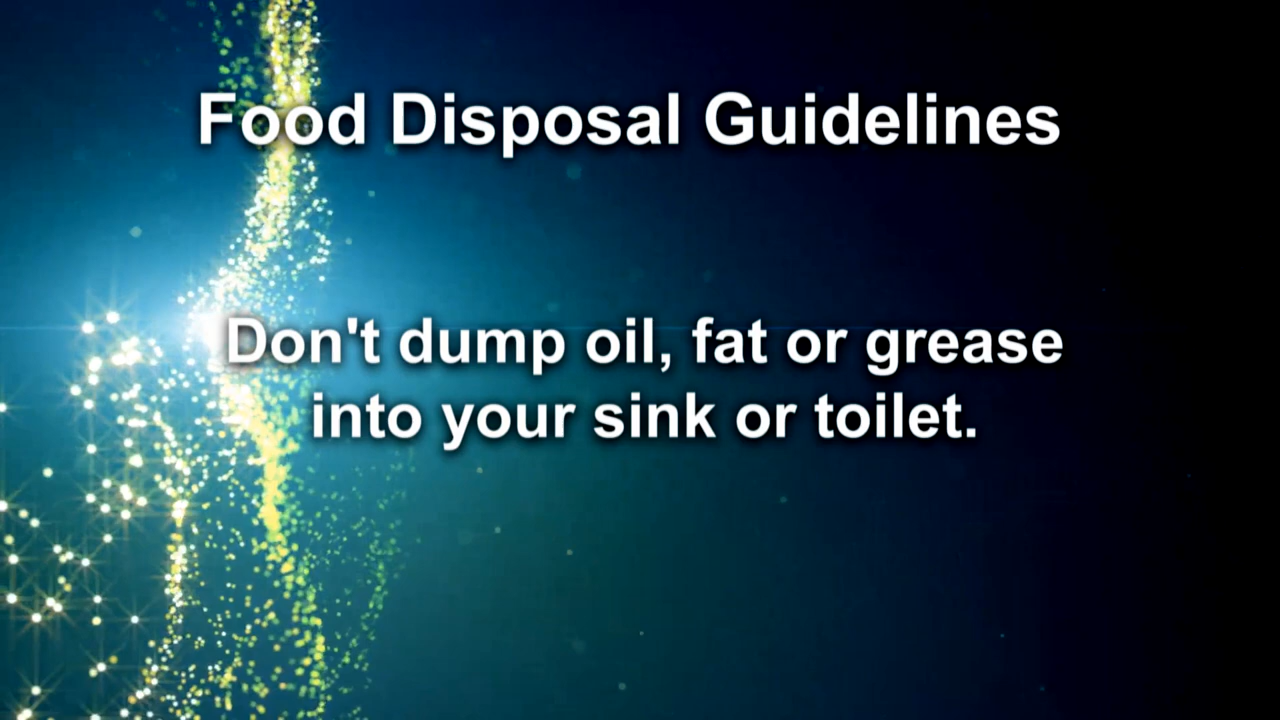 Food Disposal Guidelines
Don't dump oil, fat or grease
into your sink or toilet.